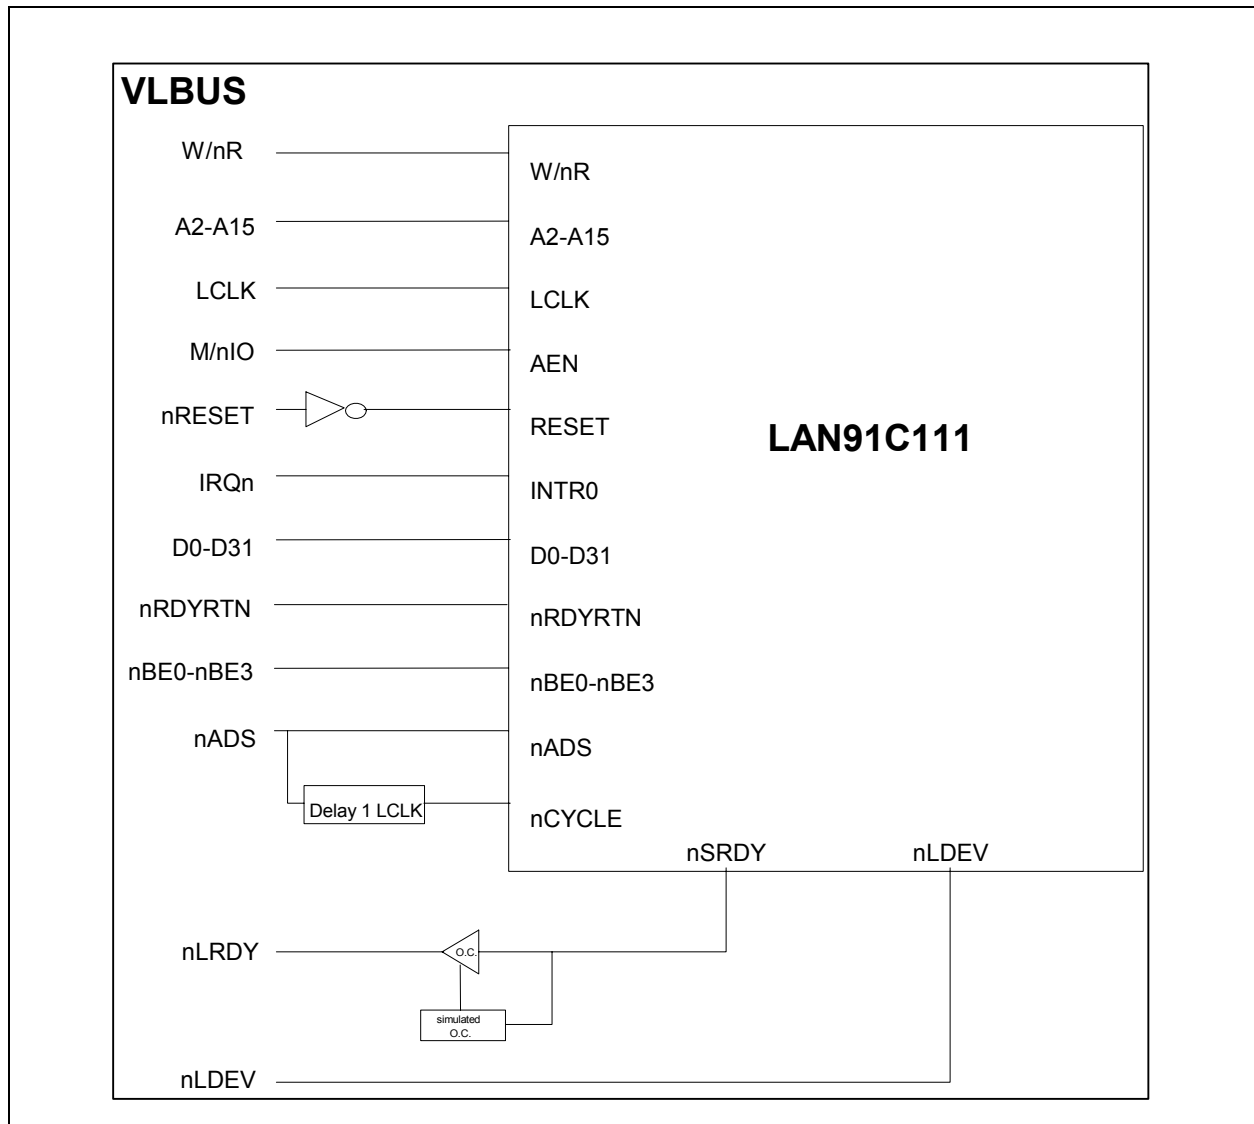 VLBUS
W/nR
W/nR
A2-A15
A2-A15
LCLK
LCLK
M/nIO
AEN
nRESET
RESET
LAN91C111
IRQn
INTR0
D0-D31
D0-D31
nRDYRTN
nRDYRTN
nBE0-nBE3
nBE0-nBE3
nADS
nADS
Delay 1 LCLK
nCYCLE
nSRDY
nLDEV
nLRDY
O.C.
simulated
O.C.
nLDEV